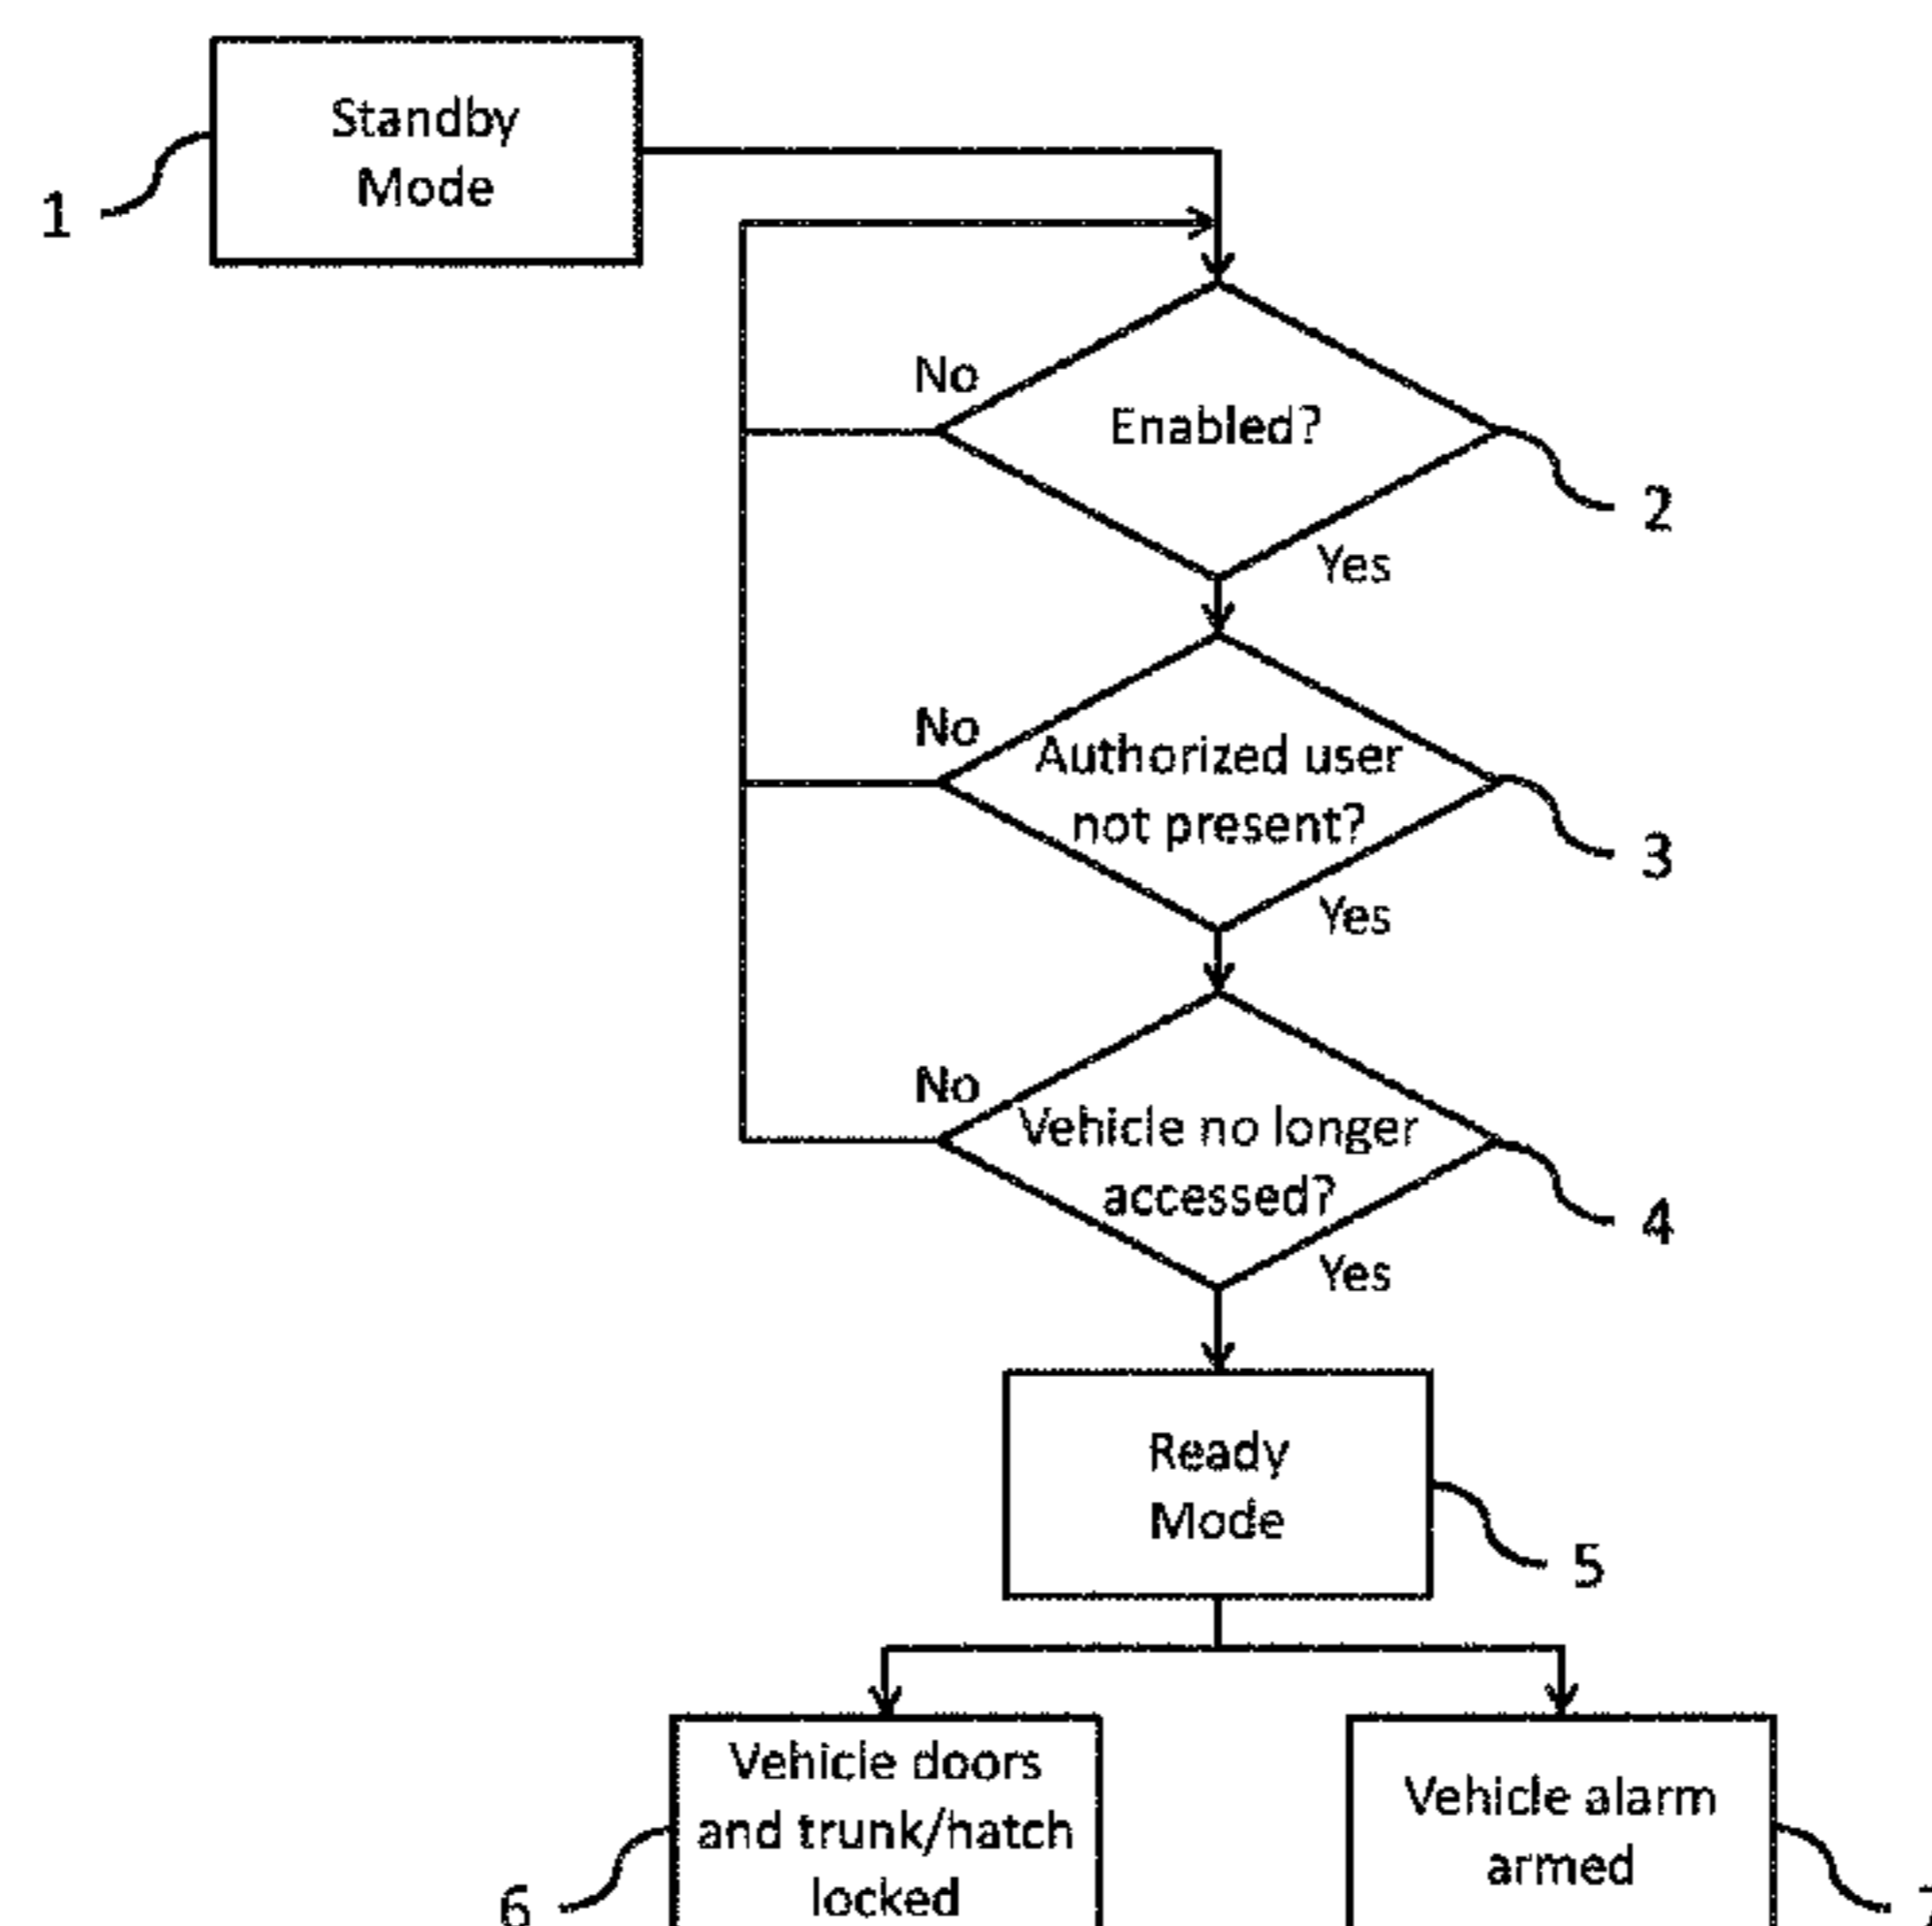 Standby
Mode
1
No
Enabled?
2
Yes
No
Authorized user
not present?
3
Yes
No
Vehicle no longer
accessed?
4
Yes
Ready
Mode
5
Vehicle doors
and trunk/hatch
locked
6
Vehicle alarm
armed